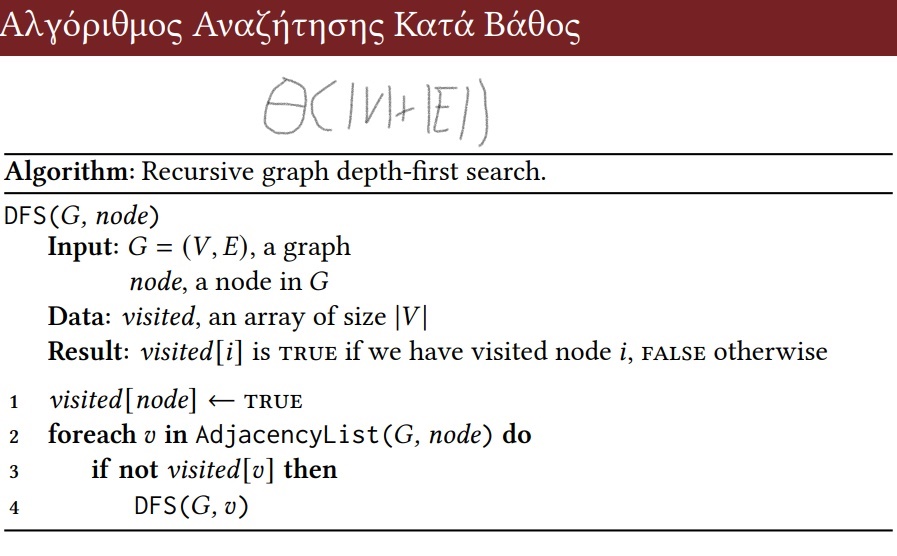 Αλγόριθμος Αναζήτησης Κατά Βάθος
Θ(|V|+|E|)
Algorithm: Recursive graph depth-first search.
DFS(G, node)
Input: G = (V, E), a graph
node, a node in G
Data: visited, an array of size |V|
Result: visited[i] is TRUE if we have visited node i, FALSE otherwise
1 visited[node] ← TRUE
2 foreach v in AdjacencyList(G, node) do
3 if not visited[v] then
4 DFS(G, v)